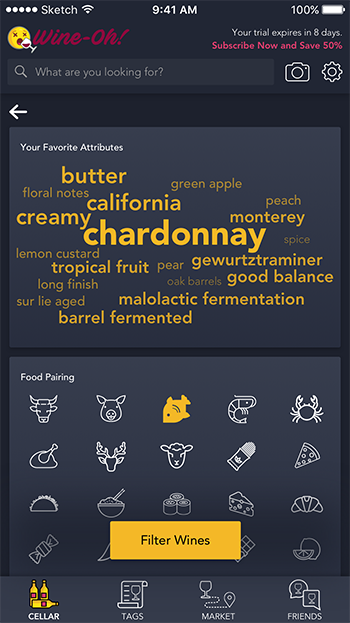 Sketch 9:41 AM 100%
Wine-Oh!
Your trial expires in 8 days.
Subscribe Now and Save 50%
What are you looking for?
Your Favorite Attributes
butter
green apple
floral notes
california
peach
creamy
monterey
chardonnay
spice
lemon custard
gewurtztraminer
tropical fruit
pear
long finish
oak barrels
good balance
sur lie aged
malolactic fermentation
barrel fermented
Food Pairing
Filter Wines
CELLAR TAGS MARKET FRIENDS